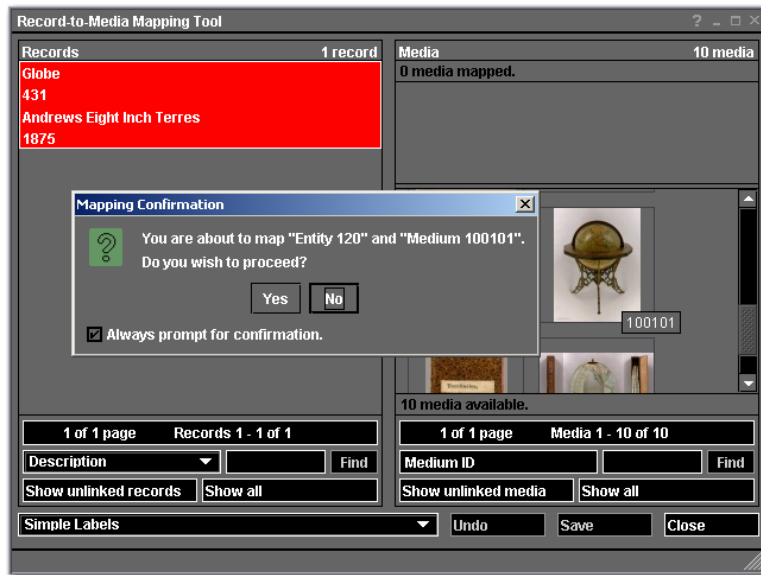 Record-to-Media Mapping Tool
Records 1 record
Globe
431
Andrews Eight Inch Terres
1875
Media 10 media
0 media mapped.
Mapping Confirmation
You are about to map "Entity 120" and "Medium 100101".
Do you wish to proceed?
Yes No
Always prompt for confirmation.
100101
10 media available.
1 of 1 page Records 1 - 1 of 1
Description Find
Show unlinked records Show all
1 of 1 page Media 1 - 10 of 10
Medium ID Find
Show unlinked media Show all
Simple Labels Undo Save Close